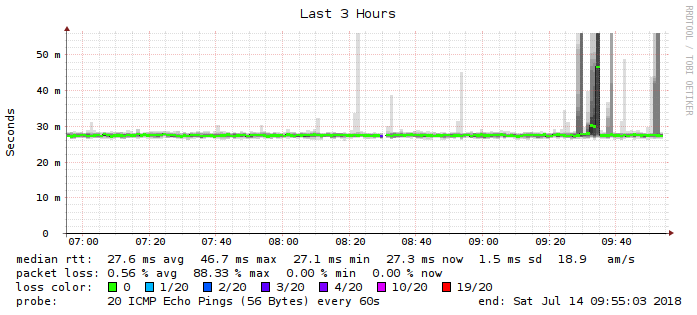 Last 3 Hours
RRDTOOL / TOBI OETIKER
Seconds
50 m
40 m
30 m
20 m
10 m
0
07:00 07:20 07:40 08:00 08:20 08:40 09:00 09:20 09:40
median rtt: 27.6 ms avg 46.7 ms max 27.1 ms min 27.3 ms now 1.5 ms sd 18.9 am/s
packet loss: 0.56 % avg 88.33 % max 0.00 % min 0.00 % now
loss color: 0 1/20 2/20 3/20 4/20 10/20 19/20
probe: 20 ICMP Echo Pings (56 Bytes) every 60s end: Sat Jul 14 09:55:03 2018